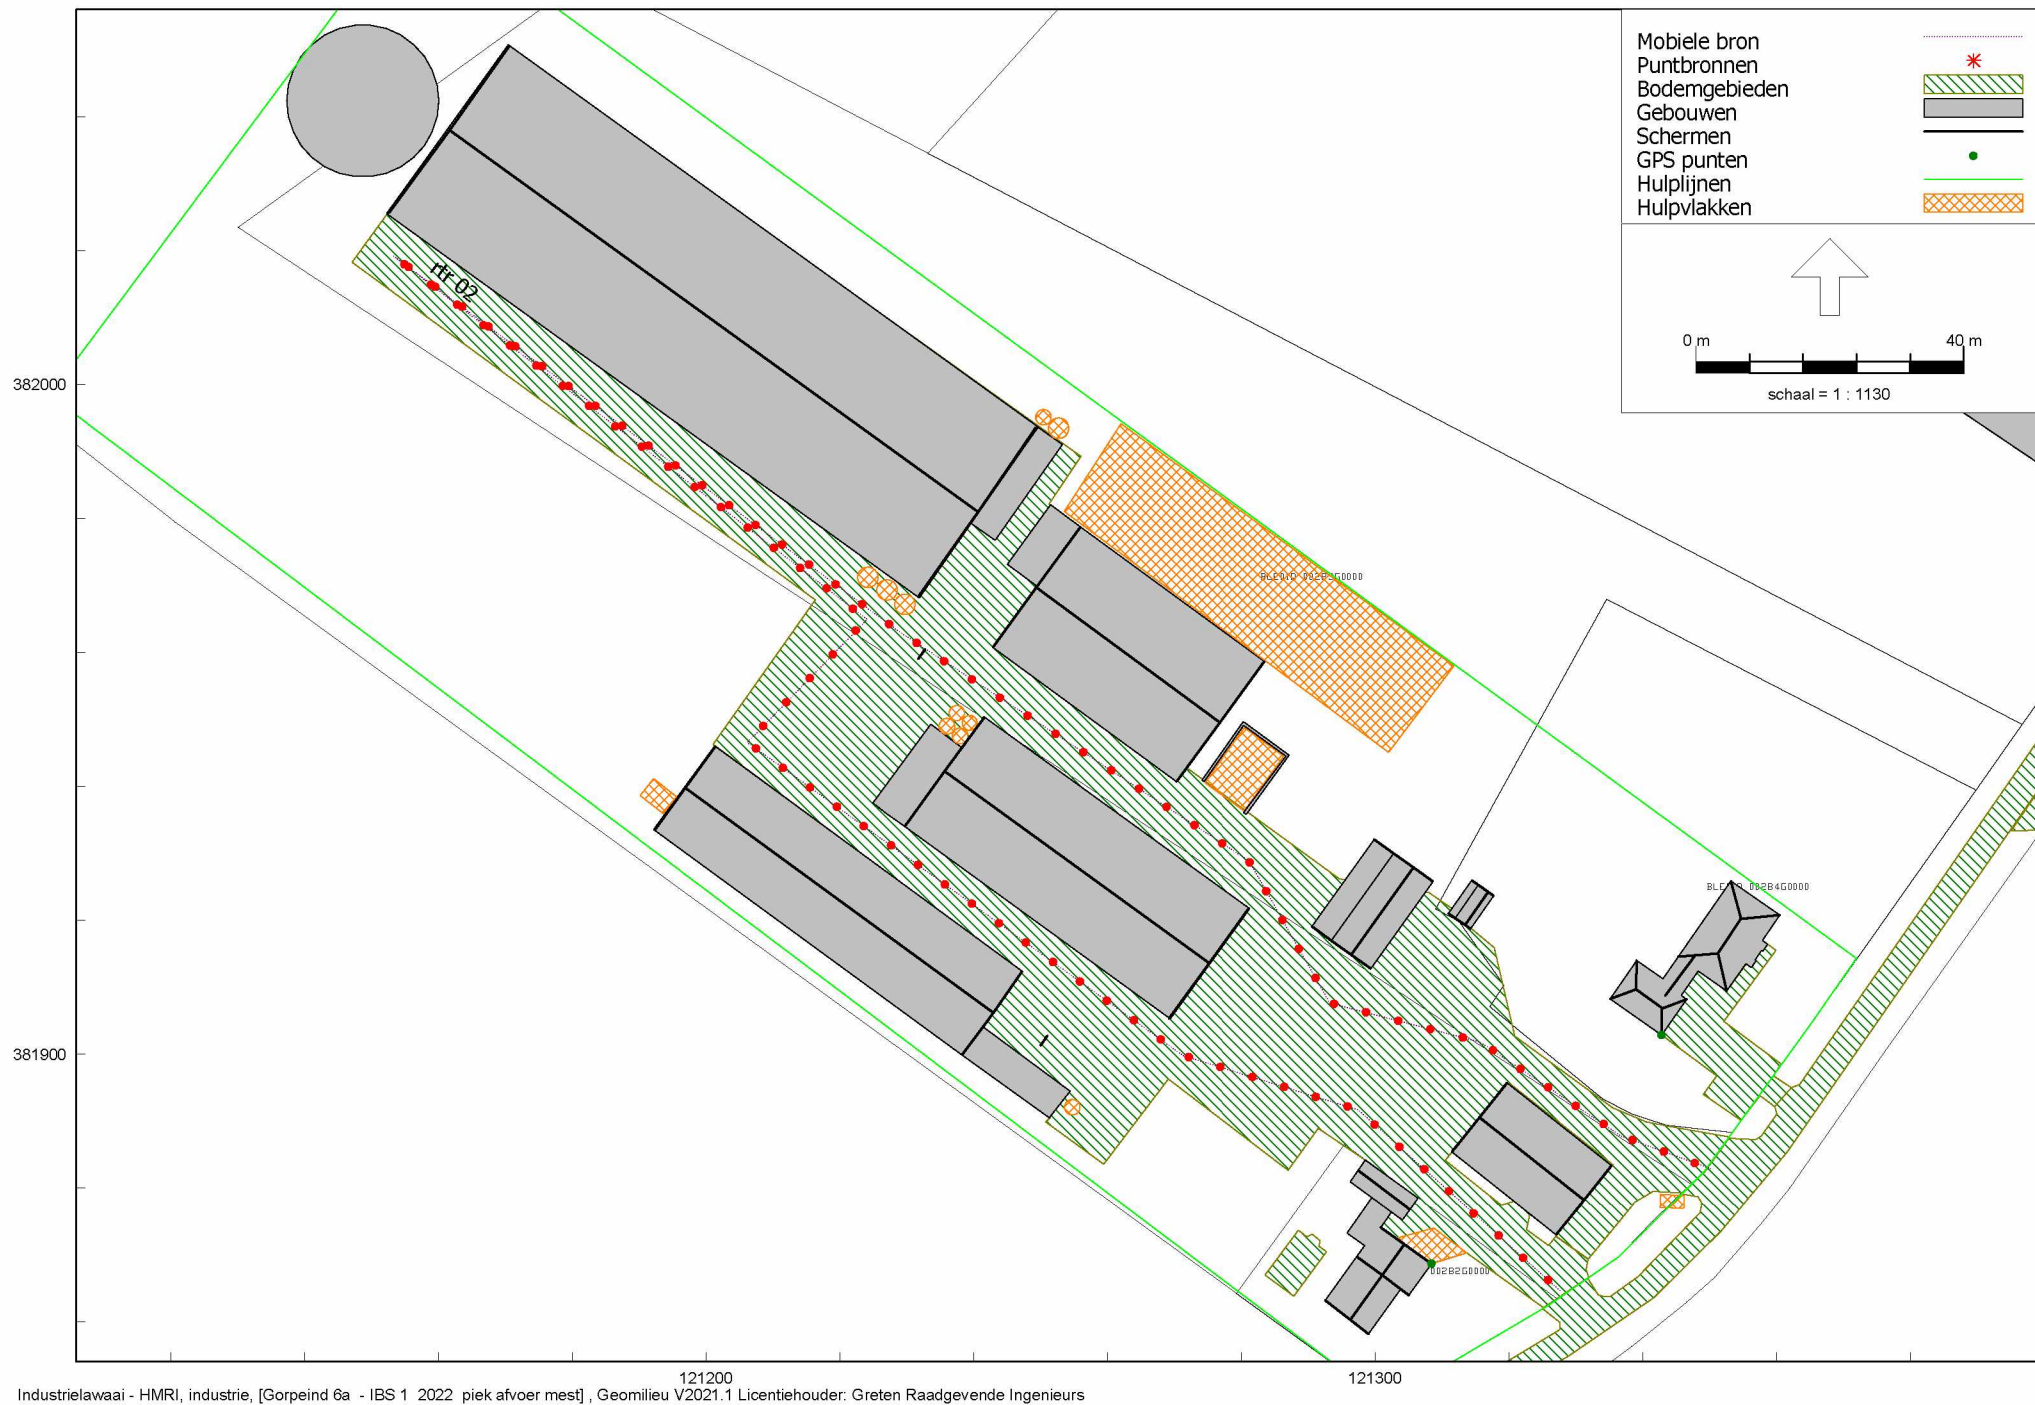 Mobiele bron
Puntbronnen
Bodemgebieden
Gebouwen
Schermen
GPS punten
Hulplijnen
Hulpvlakken
0 m 40 m
schaal = 1 : 1130
rtr 02
382000
381900
121200
121300
Industrielawaai - HMRI, industrie, [Gorpeind 6a - IBS 1 2022 piek afvoer mest] , Geomilieu V2021.1 Licentiehouder: Greten Raadgevende Ingenieurs